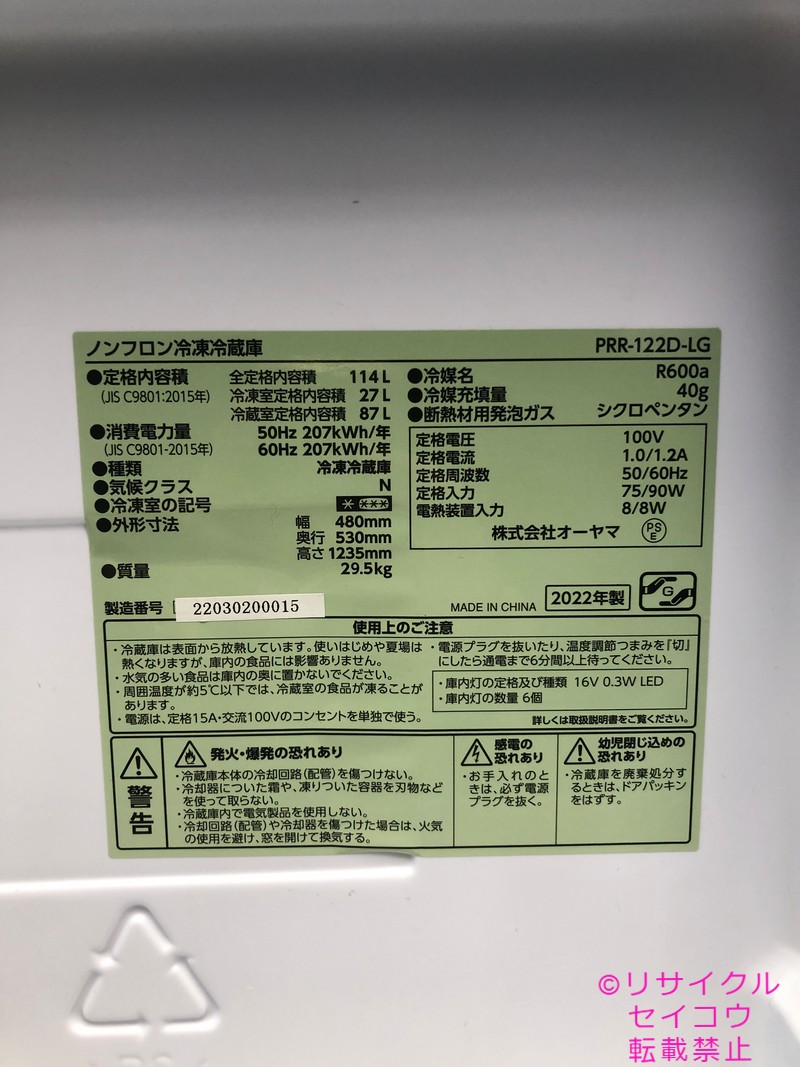 ノンフロン冷凍冷蔵庫 PRR-122D-LG
●定格内容積 全定格内容積 114L
(JIS C9801:2015年) 冷凍室定格内容積 27L
冷蔵室定格内容積 87L
●消費電力量 50Hz 207kWh/年
(JIS C9801-2015年) 60Hz 207kWh/年
●種類 冷凍冷蔵庫
●気候クラス N
●冷凍室の記号
●外形寸法 幅 480mm
奥行 530mm
高さ 1235mm
●質量 29.5kg
●冷媒名 R600a
●冷媒充填量 40g
●断熱材用発泡ガス シクロペンタン
定格電圧 100V
定格電流 1.0/1.2A
定格周波数 50/60Hz
定格入力 75/90W
電熱装置入力 8/8W
株式会社オーヤマ PSE
製造番号 22030200015
MADE IN CHINA 2022年製 G
使用上のご注意
・冷蔵庫は表面から放熱しています。使いはじめや夏場は
熱くなりますが、庫内の食品には影響ありません。
・水気の多い食品は庫内の奥に置かないでください。
・周囲温度が約5℃以下では、冷蔵室の食品が凍ることが
あります。
・電源は、定格15A・交流100Vのコンセントを単独で使う。
・電源プラグを抜いたり、温度調節つまみを『切』
にしたら通電まで6分間以上待ってください。
・庫内灯の定格及び種類 16V 0.3W LED
・庫内灯の数量 6個
詳しくは取扱説明書をご覧ください。
警告
発火・爆発の恐れあり
・冷蔵庫本体の冷却回路(配管)を傷つけない。
・冷却器についた霜や、凍りついた容器を刃物など
を使って取らない。
・冷蔵庫内で電気製品を使用しない。
・冷却回路(配管)や冷却器を傷つけた場合は、火気
の使用を避け、窓を開けて換気する。
感電の
恐れあり
・お手入れのと
きは、必ず電源
プラグを抜く。
幼児閉じ込めの
恐れあり
・冷蔵庫を廃棄処分す
るときは、ドアパッキン
をはずす。
©リサイクル
セイコウ
転載禁止